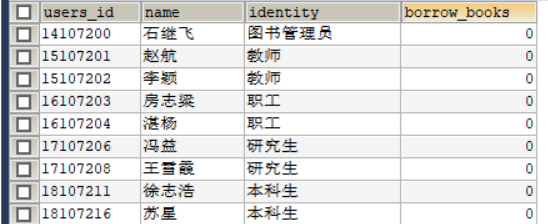 users_id name identity borrow_books
14107200 石继飞 图书管理员 0
15107201 赵航 教师 0
15107202 李颖 教师 0
16107203 房志梁 职工 0
16107204 湛杨 职工 0
17107206 冯益 研究生 0
17107208 王雪霞 研究生 0
18107211 徐志浩 本科生 0
18107216 苏星 本科生 0